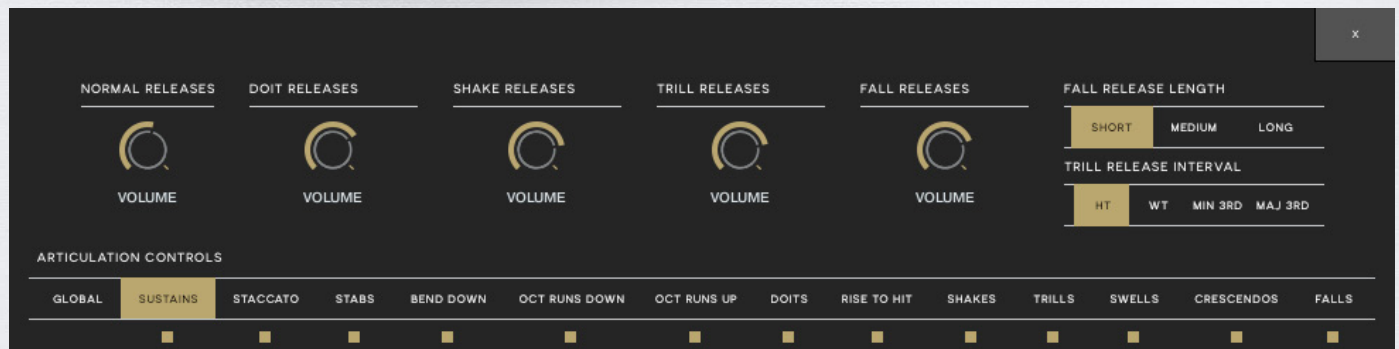 X
NORMAL RELEASES DOIT RELEASES SHAKE RELEASES TRILL RELEASES FALL RELEASES FALL RELEASE LENGTH
SHORT MEDIUM LONG
TRILL RELEASE INTERVAL
VOLUME VOLUME VOLUME VOLUME VOLUME
HT WT MIN 3RD MAJ 3RD
ARTICULATION CONTROLS
GLOBAL SUSTAINS STACCATO STABS BEND DOWN OCT RUNS DOWN OCT RUNS UP DOITS RISE TO HIT SHAKES TRILLS SWELLS CRESCENDOS FALLS